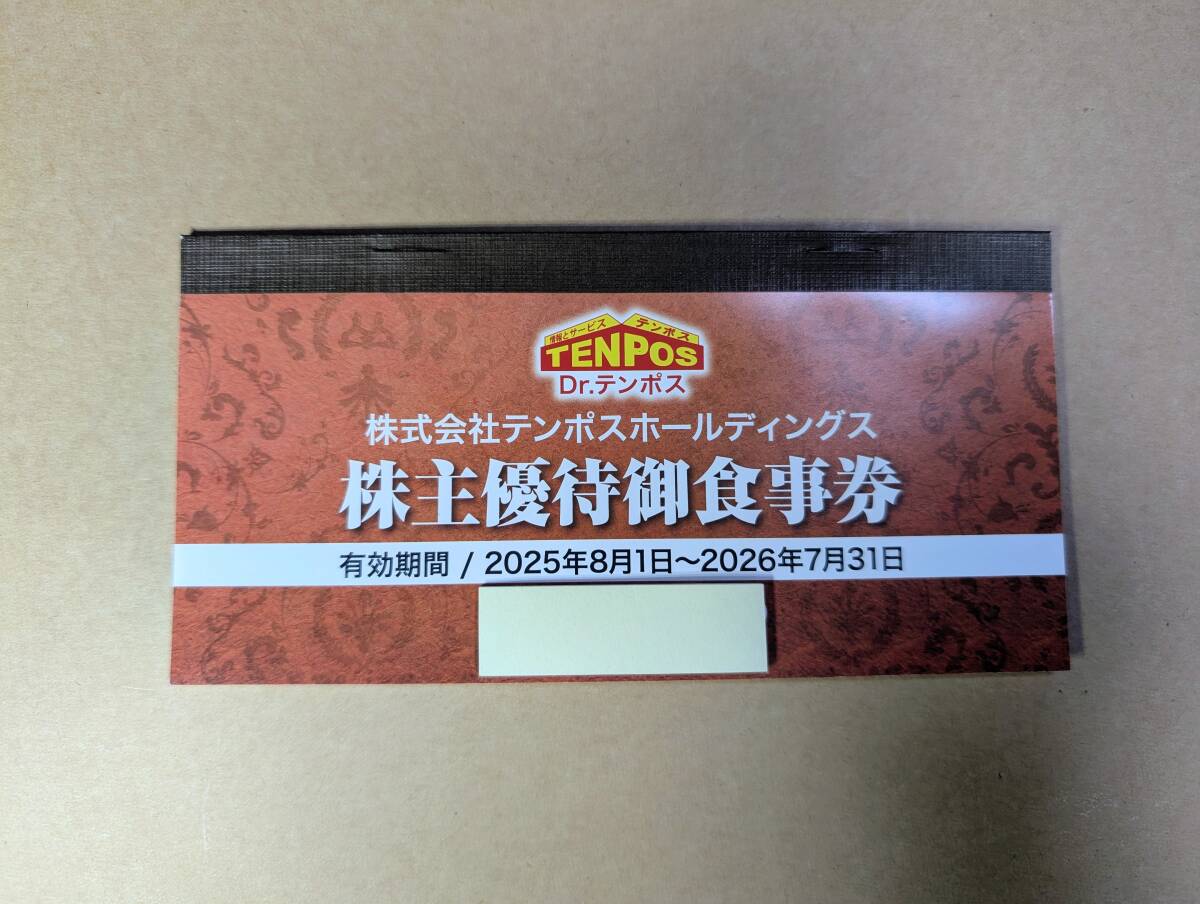 情報とサービス テンポス
TENPOS
Dr.テンポス
株式会社テンポスホールディングス
株主優待御食事券
有効期間 / 2025年8月1日～2026年7月31日